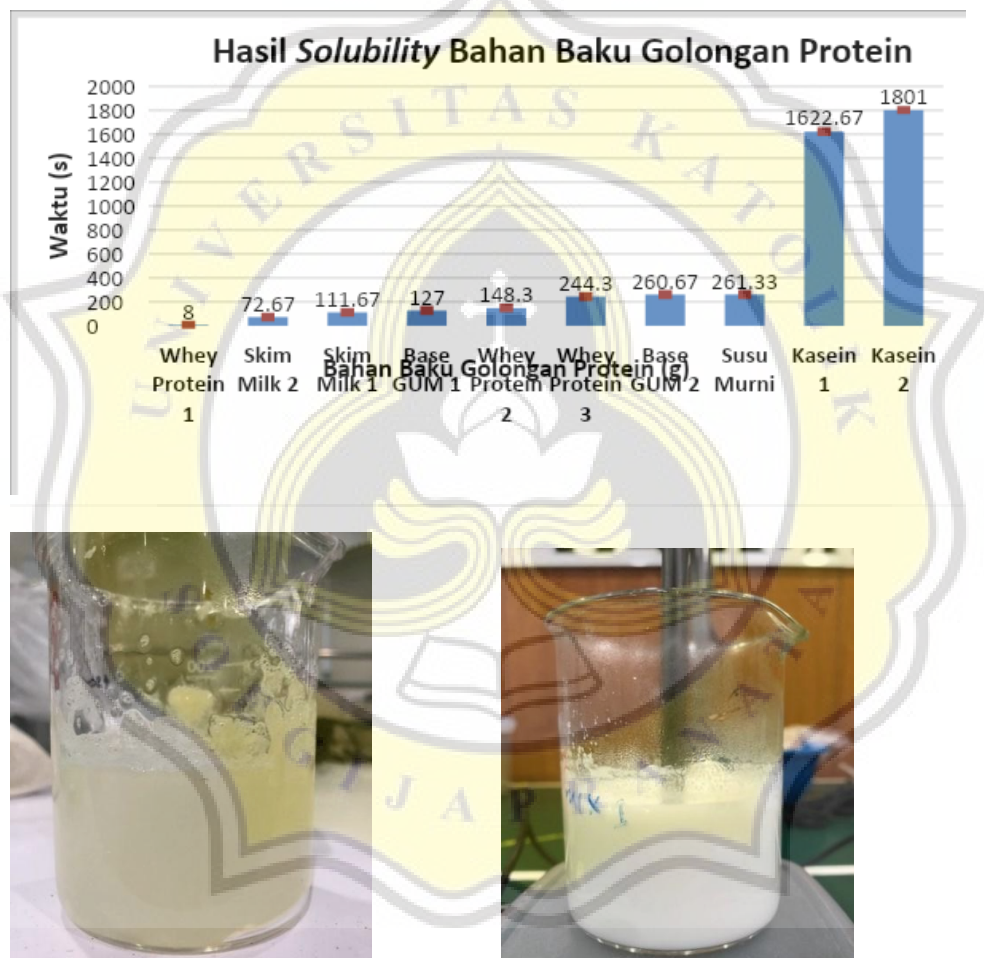 Hasil Solubility Bahan Baku Golongan Protein
Waktu (s)
2000
1800
1600
1400
1200
1000
800
600
400
200
0
8
72.67
111.67
127
148.3
244.3
260,67
261,33
1622.67
1801
Whey Protein 1
Skim Milk 2
Skim Milk 1
Base GUM 1
Whey Protein 2
Whey Protein 3
Base GUM 2
Susu Murni
Kasein 1
Kasein 2
Bahan Baku Golongan Protein (g)
UNIVERSITAS KATOLIK
SOEGIJAPRANATA